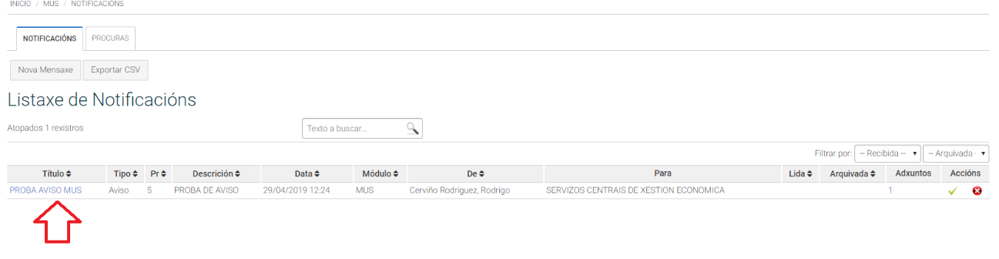 INICIO / MUS / NOTIFICACIÓNS
NOTIFICACIÓNS PROCURAS
Nova Mensaxe Exportar CSV
Listaxe de Notificacións
Atopados 1 rexistros Texto a buscar...
Filtrar por: -- Recibida -- -- Arquivada -
Título Tipo Pr Descrición Data Módulo De Para Lida Arquivada Adxuntos Accións
PROBA AVISO MUS Aviso 5 PROBA DE AVISO 29/04/2019 12:24 MUS Cerviño Rodríguez, Rodrigo SERVIZOS CENTRAIS DE XESTION ECONOMICA 1